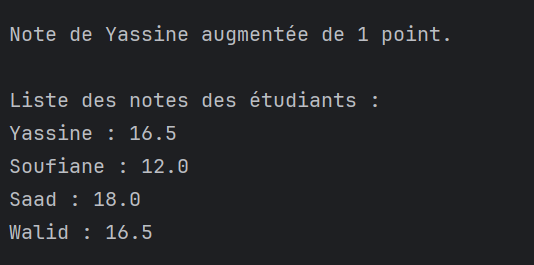 Note de Yassine augmentée de 1 point.
Liste des notes des étudiants :
Yassine : 16.5
Soufiane : 12.0
Saad : 18.0
Walid : 16.5